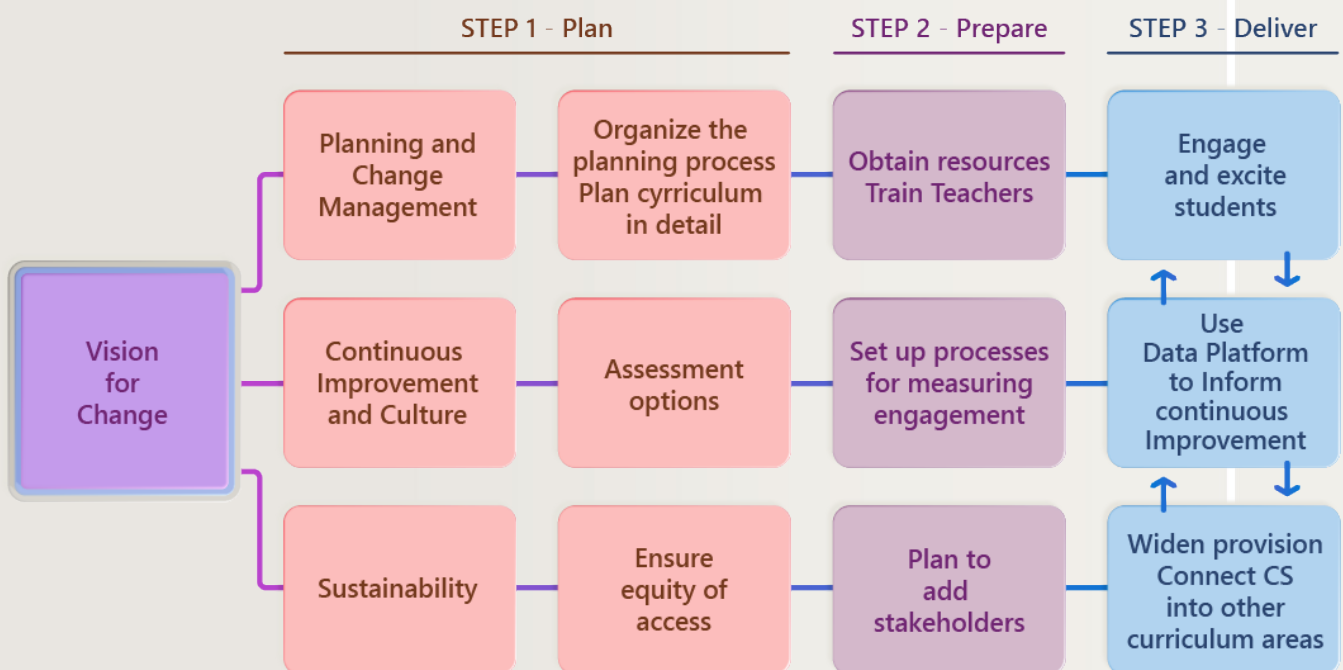 STEP 1 - Plan
STEP 2 - Prepare
STEP 3 - Deliver
Vision
for
Change
Planning and
Change
Management
Organize the
planning process
Plan cyrriculum
in detail
Obtain resources
Train Teachers
Engage
and excite
students
Continuous
Improvement
and Culture
Assessment
options
Set up processes
for measuring
engagement
Use
Data Platform
to Inform
continuous
Improvement
Sustainability
Ensure
equity of
access
Plan to
add
stakeholders
Widen provision
Connect CS
into other
curriculum areas